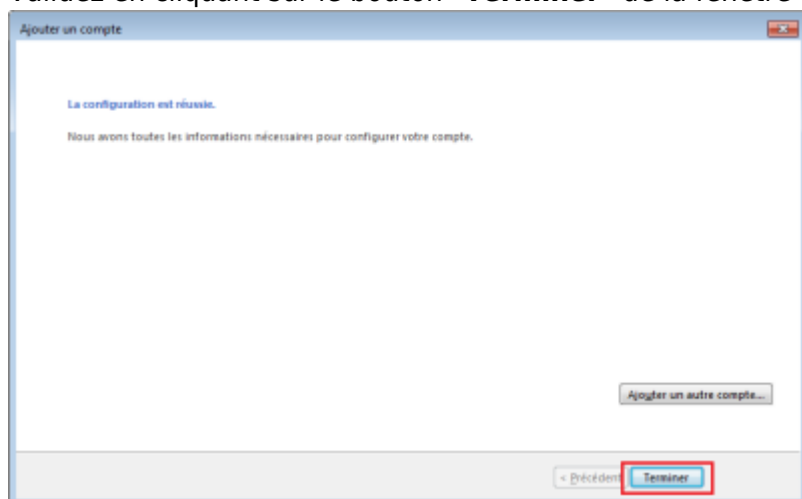 Validez en cliquant sur le bouton "Terminer" de la fenêtre
Ajouter un compte
La configuration est réussie.
Nous avons toutes les informations nécessaires pour configurer votre compte.
Ajouter un autre compte...
< Précédent
Terminer